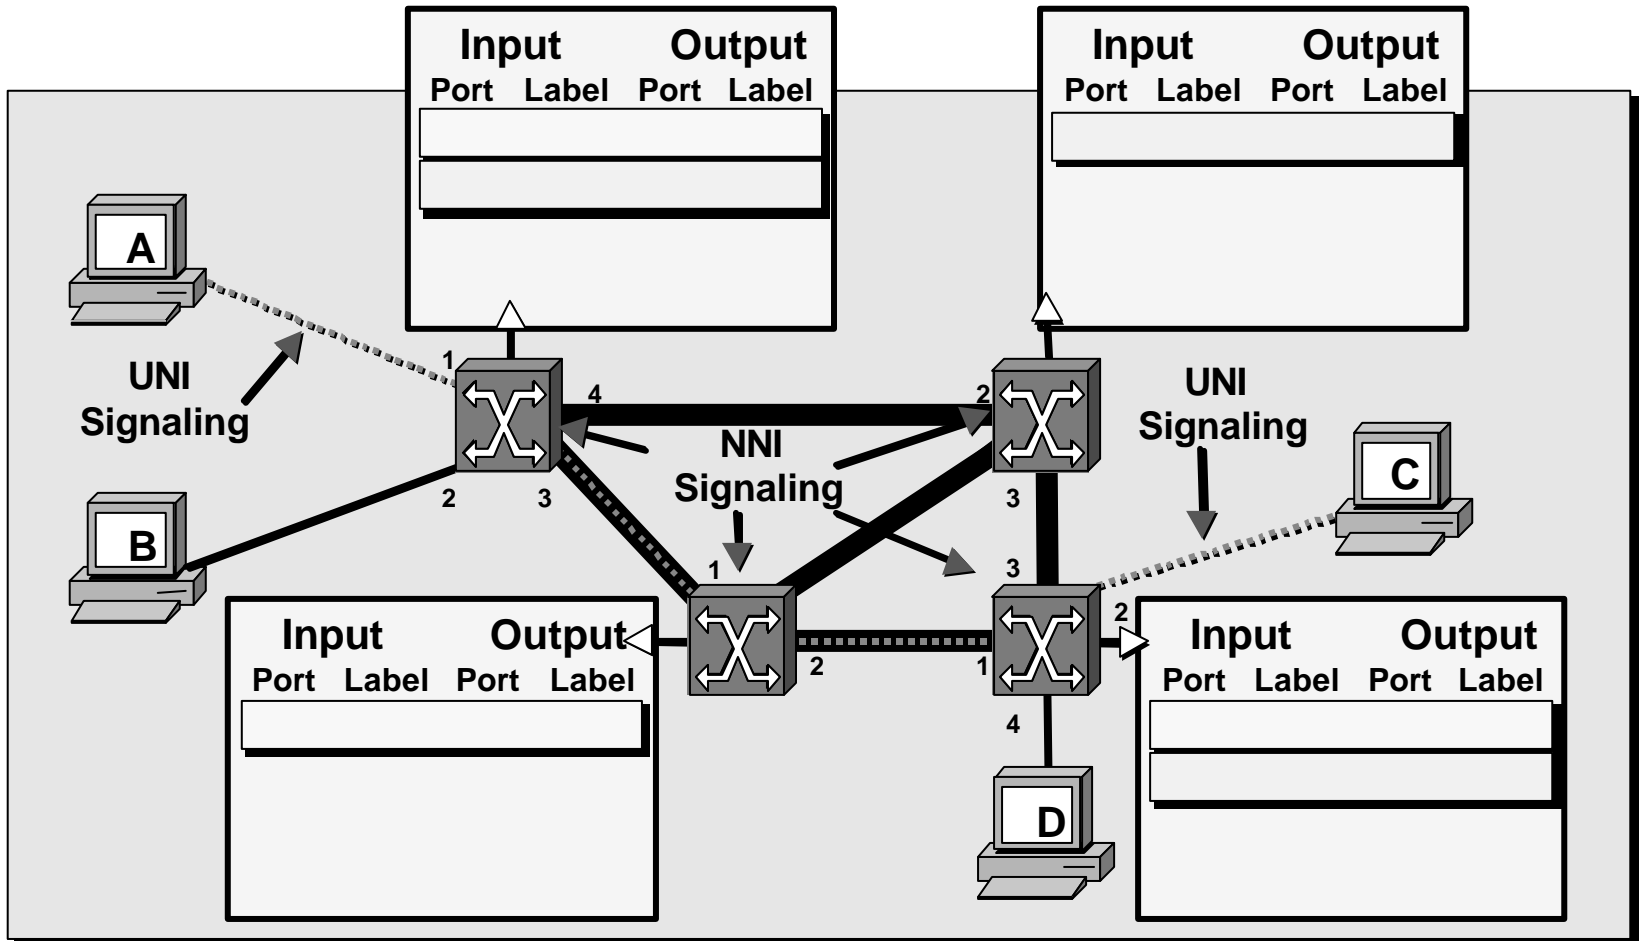 Input Output
Port Label Port Label
Input Output
Port Label Port Label
A
UNI
Signaling
1
4
2
UNI
Signaling
NNI
Signaling
C
2
3
3
B
1
3
2
Input Output
Port Label Port Label
2
1
4
Input Output
Port Label Port Label
D